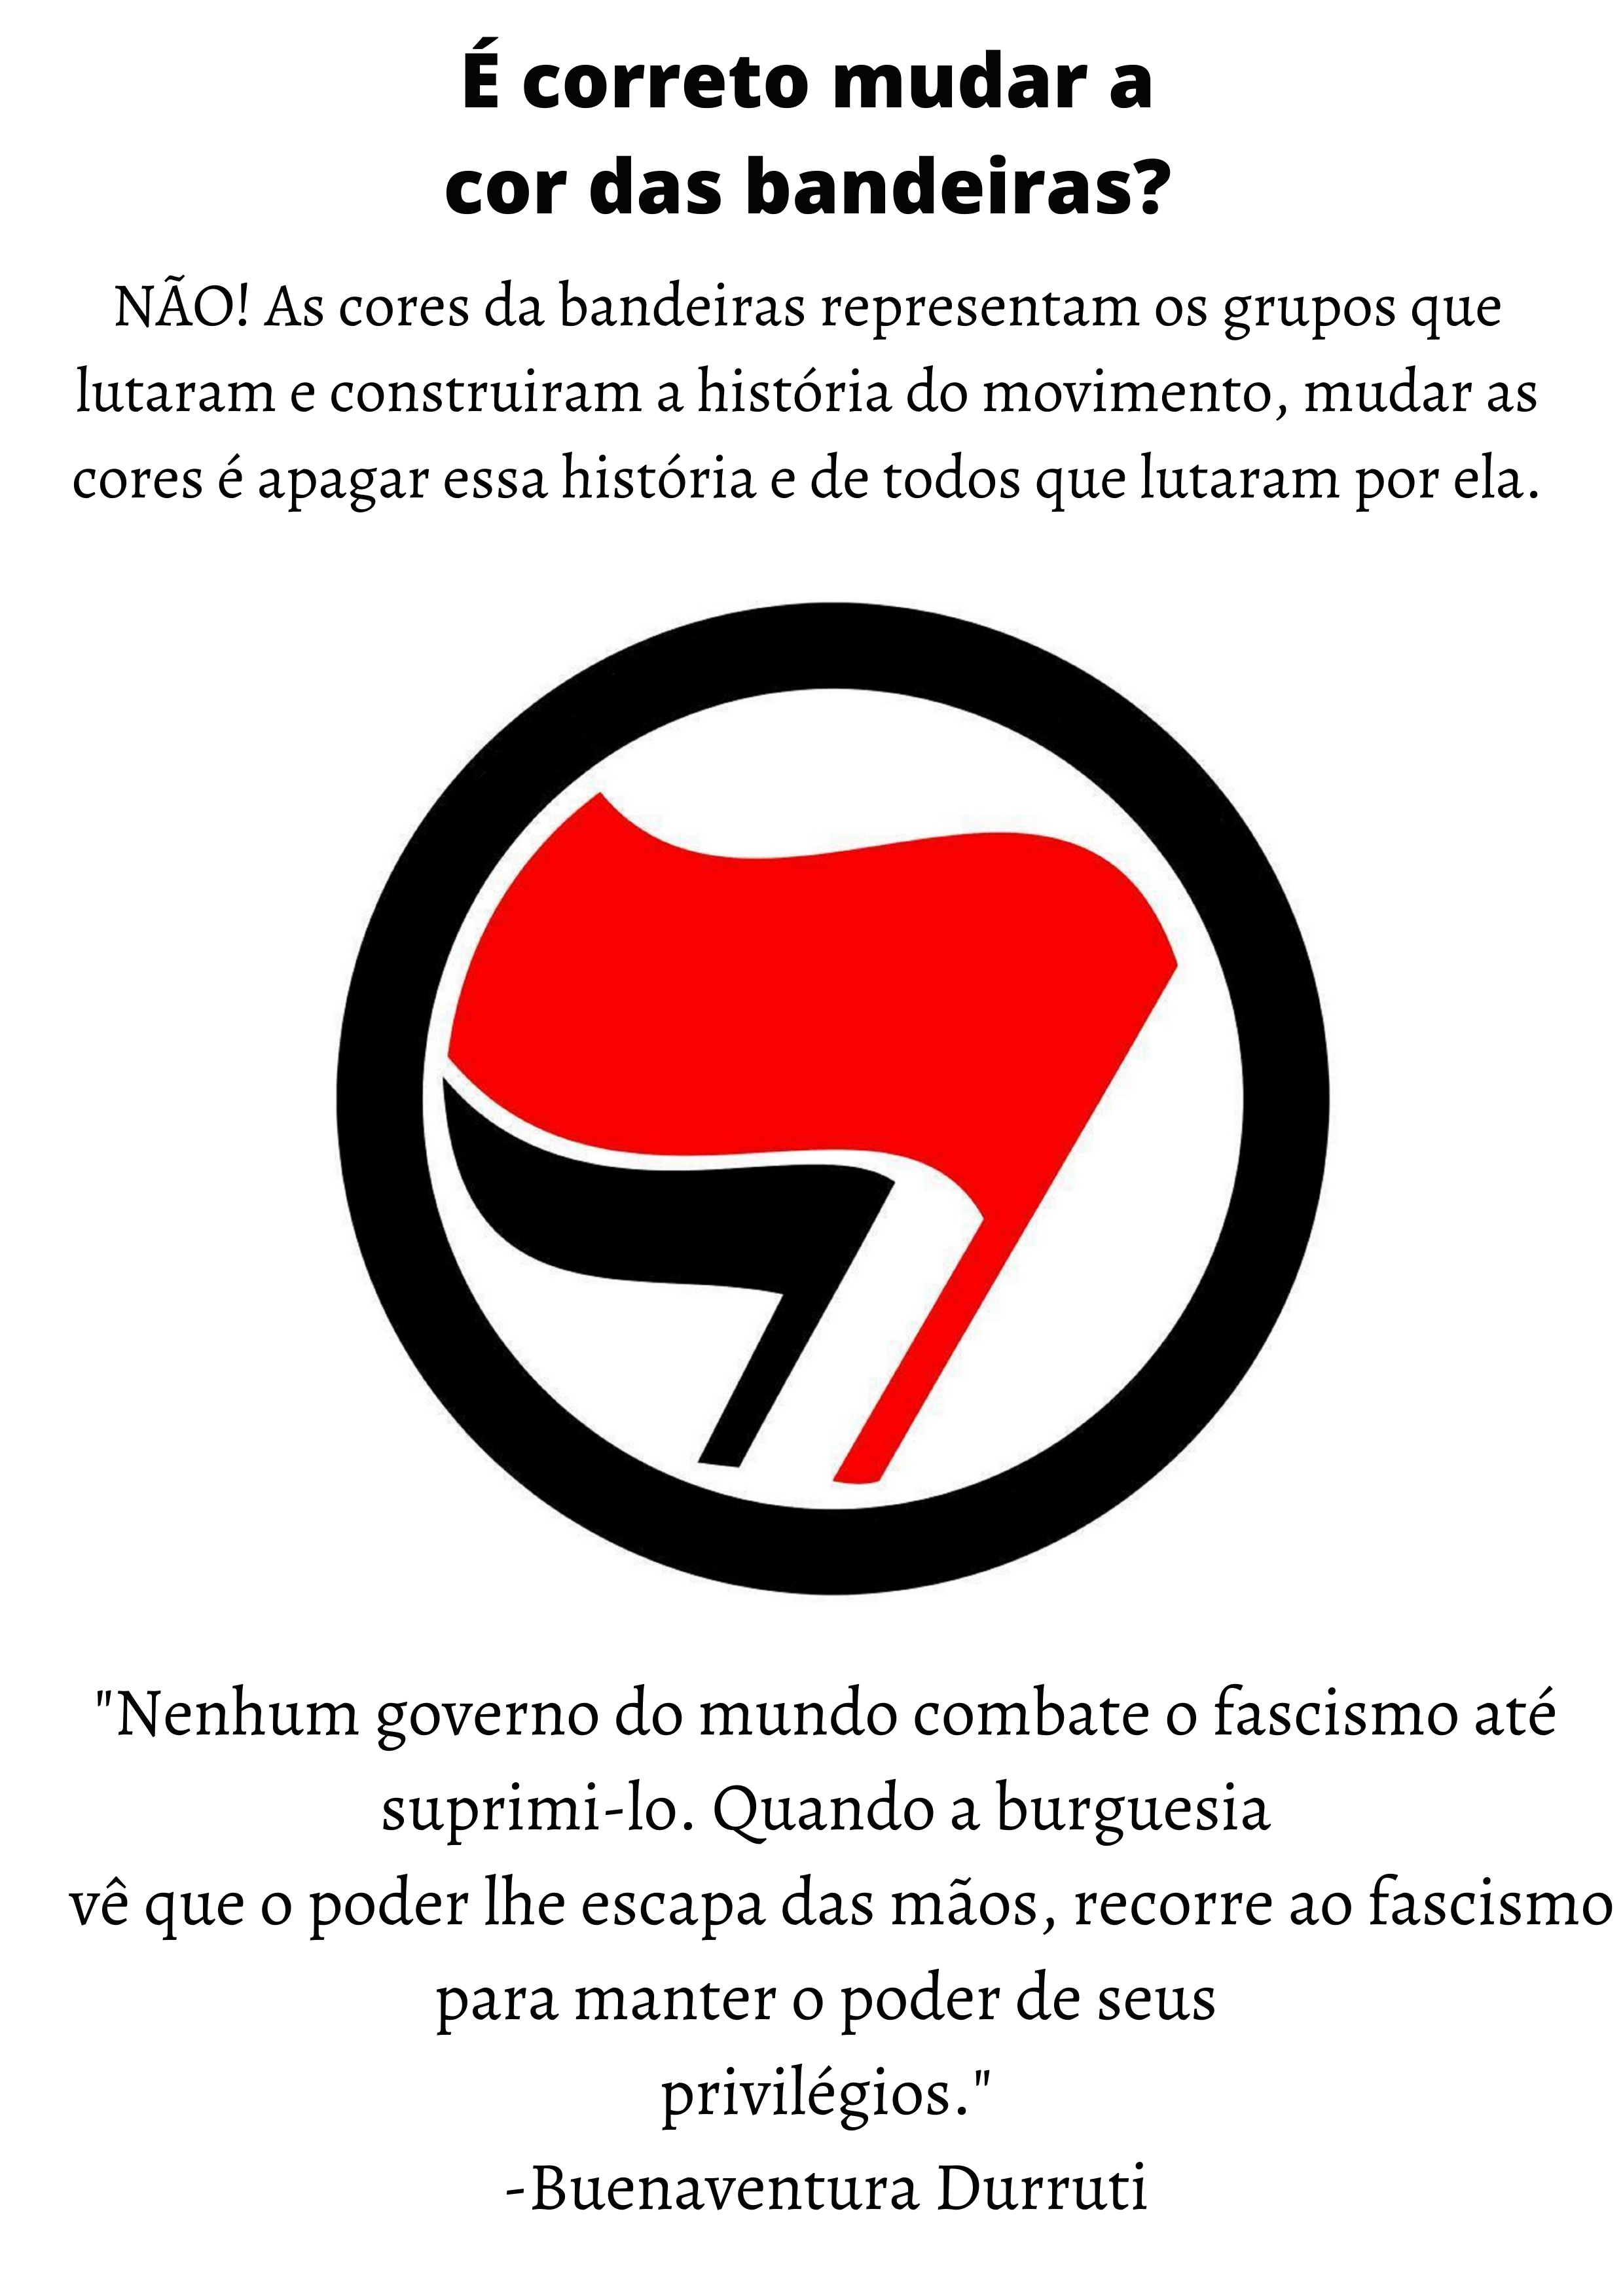 É correto mudar a
cor das bandeiras?
NÃO! As cores da bandeiras representam os grupos que
lutaram e construiram a história do movimento, mudar as
cores é apagar essa história e de todos que lutaram por ela.
"Nenhum governo do mundo combate o fascismo até
suprimi-lo. Quando a burguesia
vê que o poder lhe escapa das mãos, recorre ao fascismo
para manter o poder de seus
privilégios."
-Buenaventura Durruti